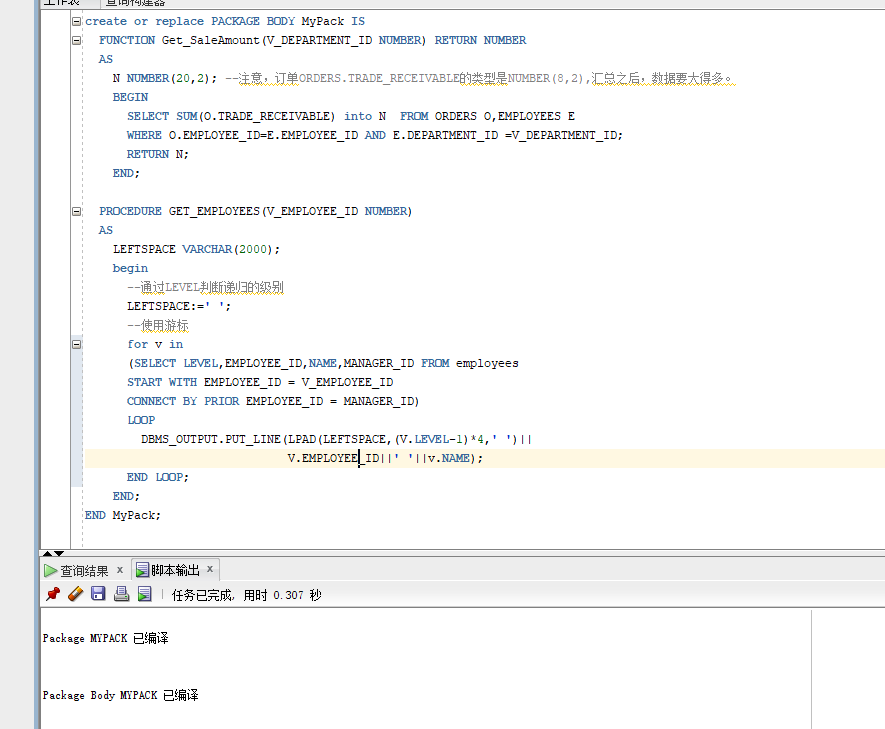 工作表 查询构建器
create or replace PACKAGE BODY MyPack IS
FUNCTION Get_SaleAmount(V_DEPARTMENT_ID NUMBER) RETURN NUMBER
AS
N NUMBER(20,2); --注意，订单ORDERS.TRADE_RECEIVABLE的类型是NUMBER(8,2),汇总之后，数据要大得多。
BEGIN
SELECT SUM(O.TRADE_RECEIVABLE) into N  FROM ORDERS O,EMPLOYEES E
WHERE O.EMPLOYEE_ID=E.EMPLOYEE_ID AND E.DEPARTMENT_ID =V_DEPARTMENT_ID;
RETURN N;
END;
PROCEDURE GET_EMPLOYEES(V_EMPLOYEE_ID NUMBER)
AS
LEFTSPACE VARCHAR(2000);
begin
--通过LEVEL判断递归的级别
LEFTSPACE:=' ';
--使用游标
for v in
(SELECT LEVEL,EMPLOYEE_ID,NAME,MANAGER_ID FROM employees
START WITH EMPLOYEE_ID = V_EMPLOYEE_ID
CONNECT BY PRIOR EMPLOYEE_ID = MANAGER_ID)
LOOP
DBMS_OUTPUT.PUT_LINE(LPAD(LEFTSPACE,(V.LEVEL-1)*4,' ')||
V.EMPLOYEE_ID||' '||v.NAME);
END LOOP;
END;
END MyPack;
查询结果 x 脚本输出 x
任务已完成, 用时 0.307 秒
Package MYPACK 已编译
Package Body MYPACK 已编译